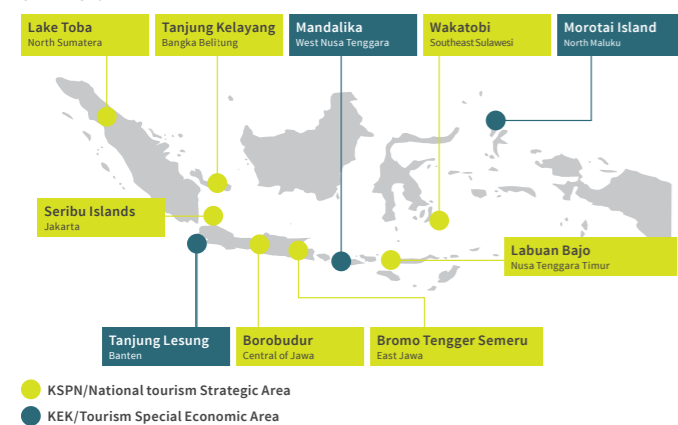 Lake Toba
North Sumatera
Tanjung Kelayang
Bangka Belitung
Mandalika
West Nusa Tenggara
Wakatobi
Southeast Sulawesi
Morotai Island
North Maluku
Seribu Islands
Jakarta
Labuan Bajo
Nusa Tenggara Timur
Tanjung Lesung
Banten
Borobudur
Central of Jawa
Bromo Tengger Semeru
East Jawa
KSPN/National tourism Strategic Area
KEK/Tourism Special Economic Area